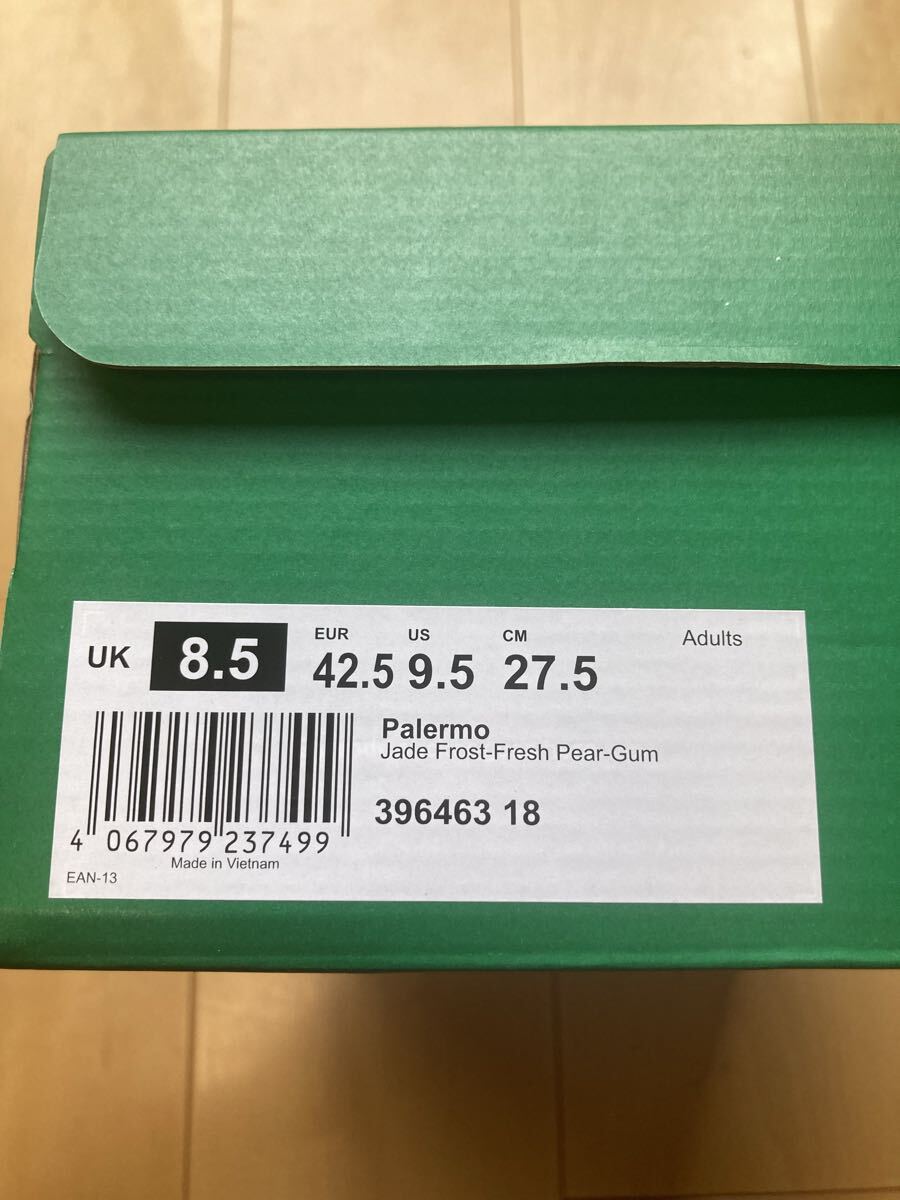 EUR US CM Adults
UK 8.5 42.5 9.5 27.5
Palermo
Jade Frost-Fresh Pear-Gum
396463 18
4 067979 237499
Made in Vietnam
EAN-13